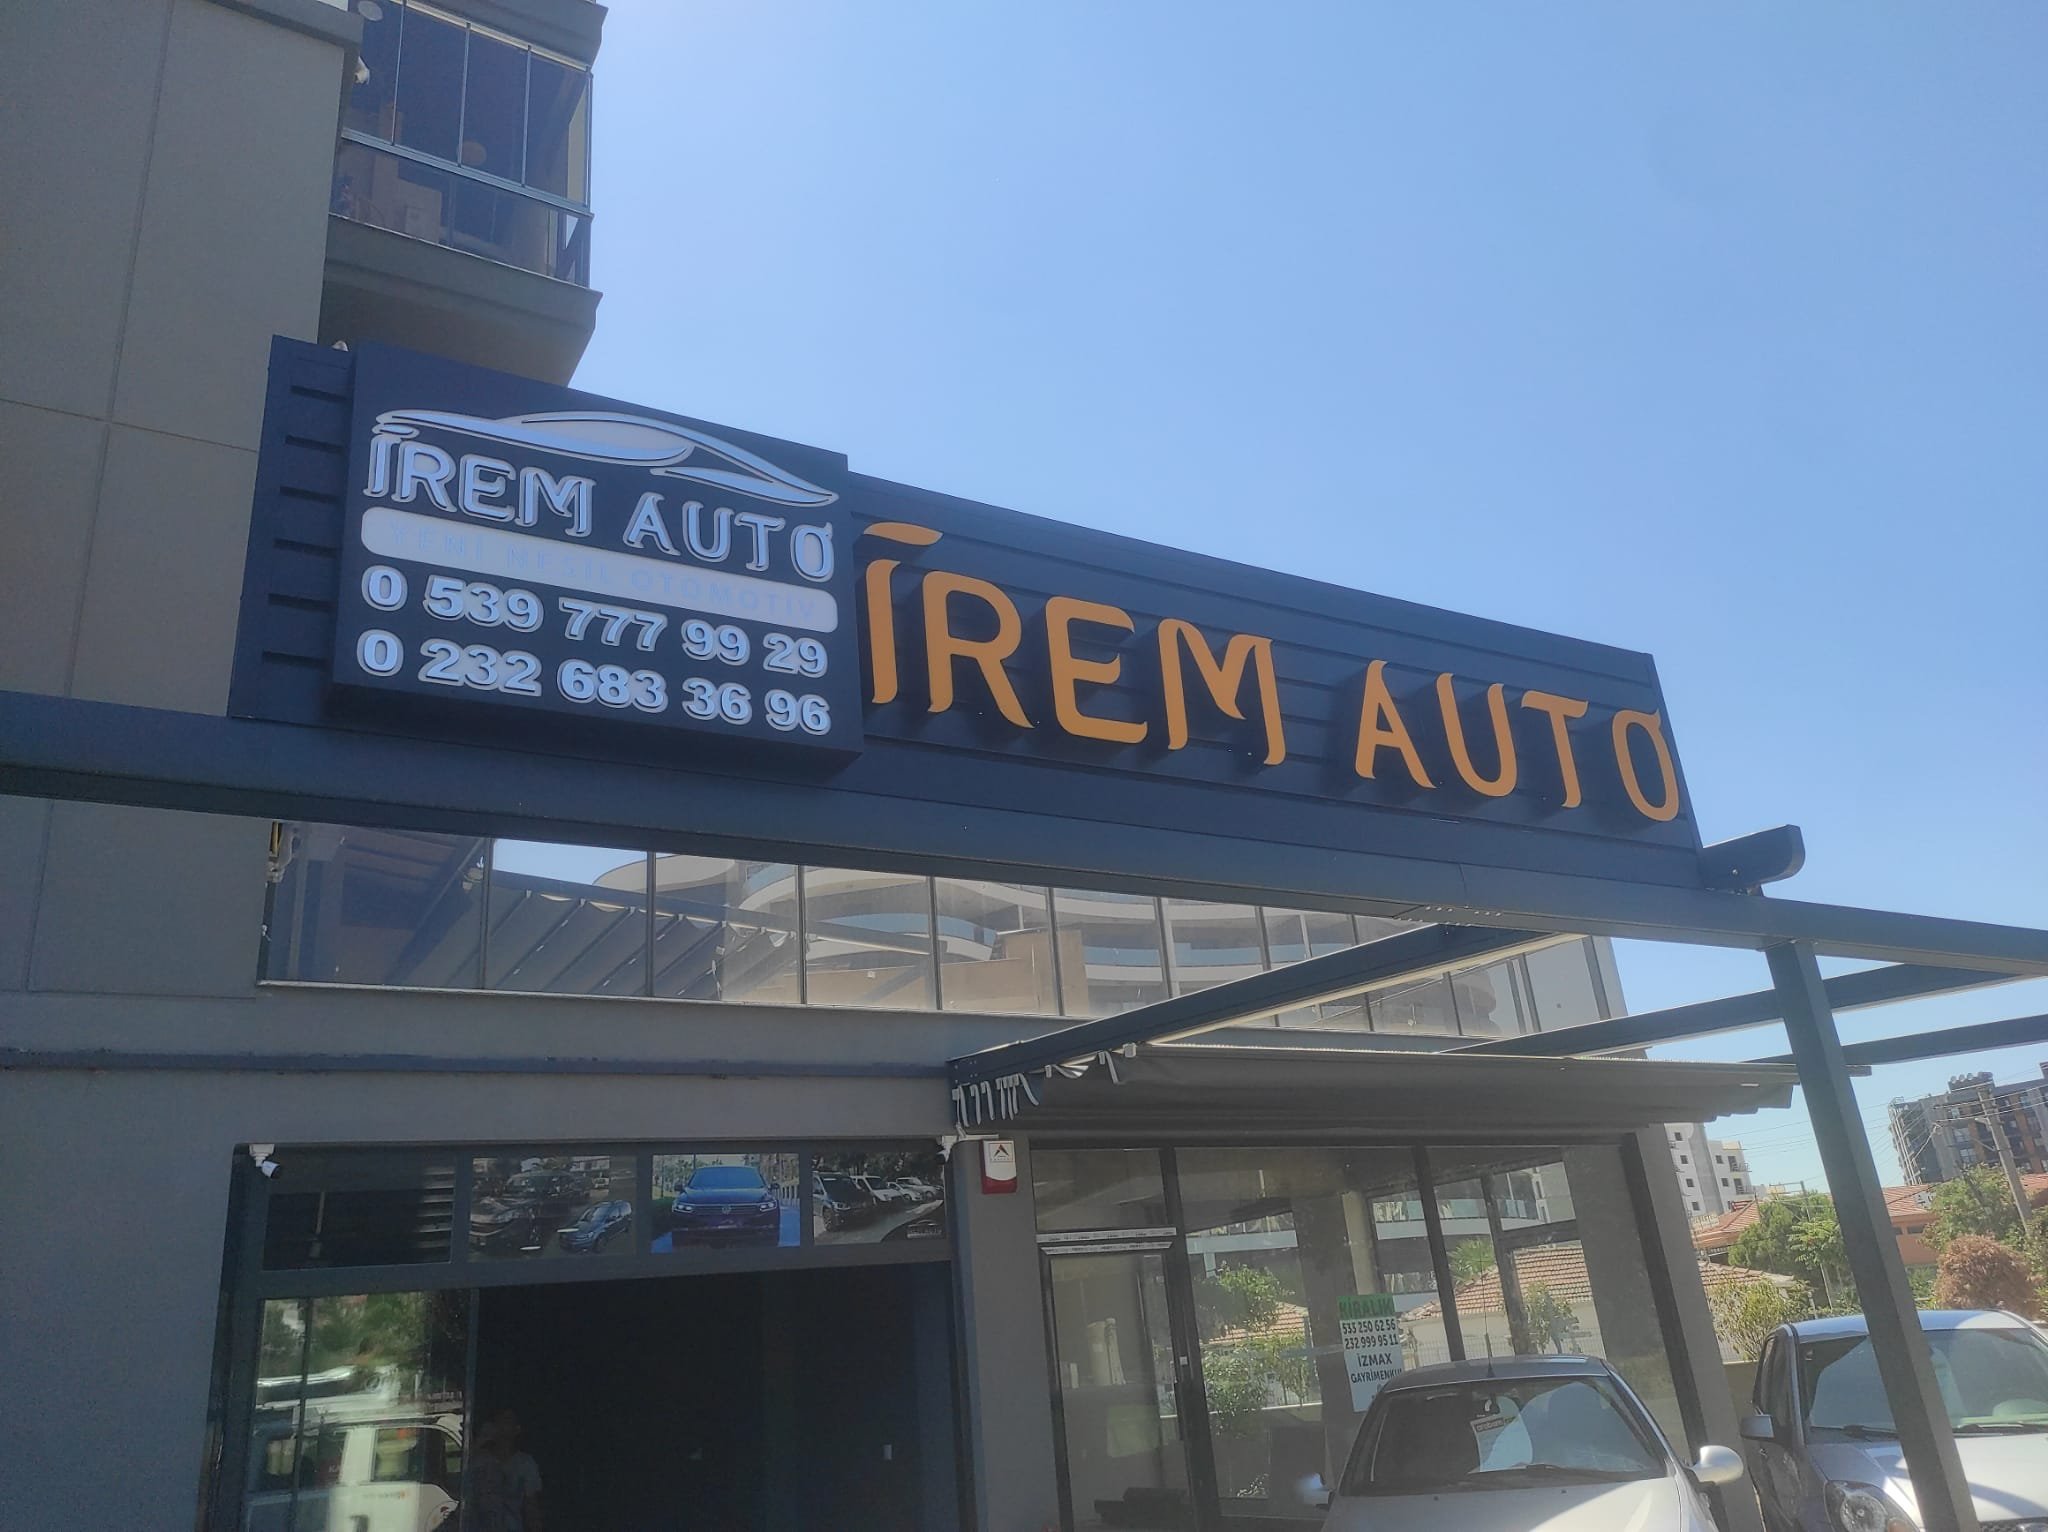 İREM AUTO
YENİ NESİL OTOMOTİV
0 539 777 99 29
0 232 683 36 96
İREM AUTO
KİRALIK
533 250 62 56
232 999 95 11
İZMAX
GAYRİMENKUL